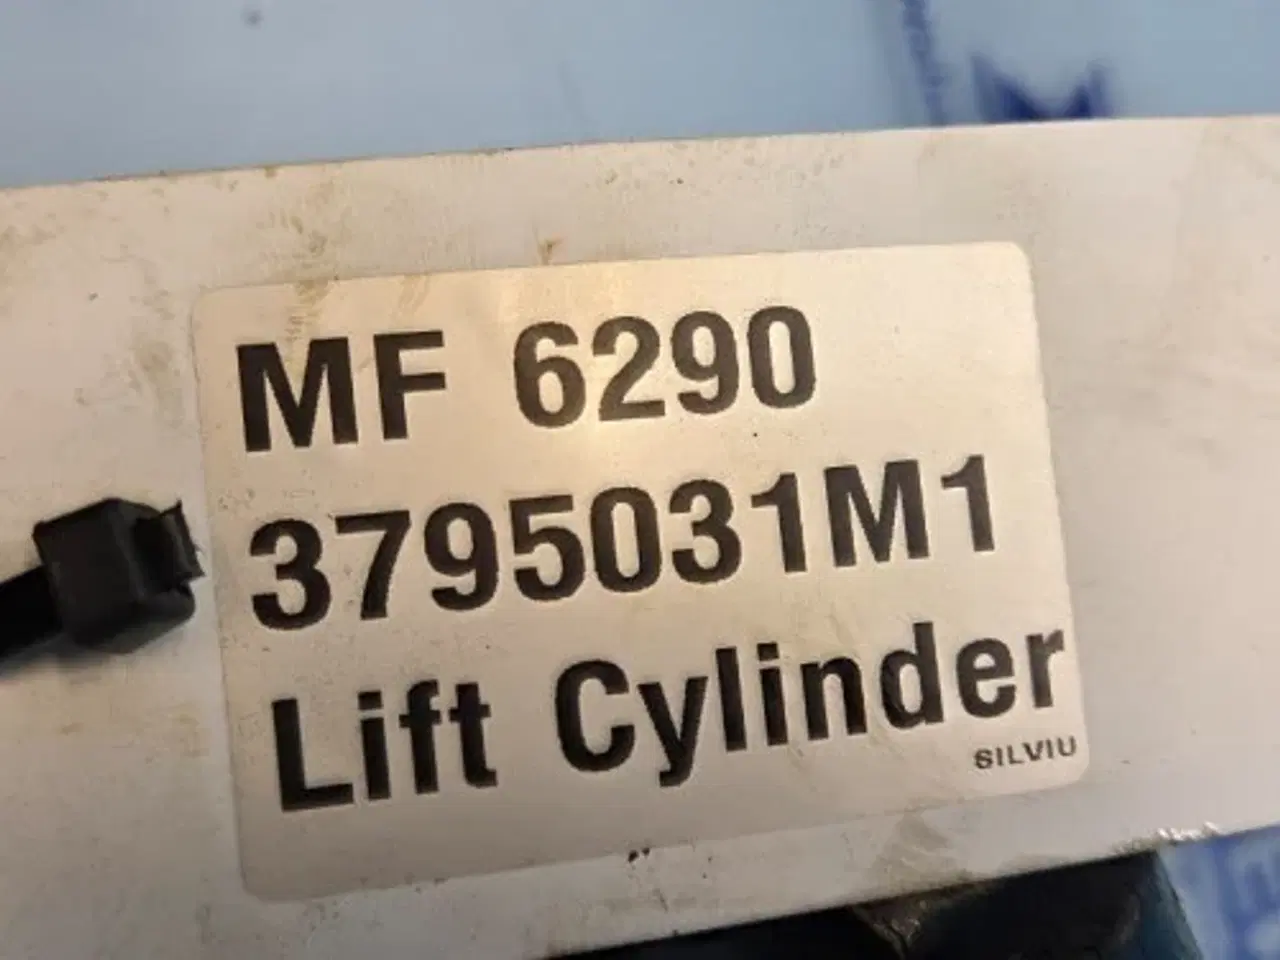 MF 6290
3795031M1
Lift Cylinder
SILVIU